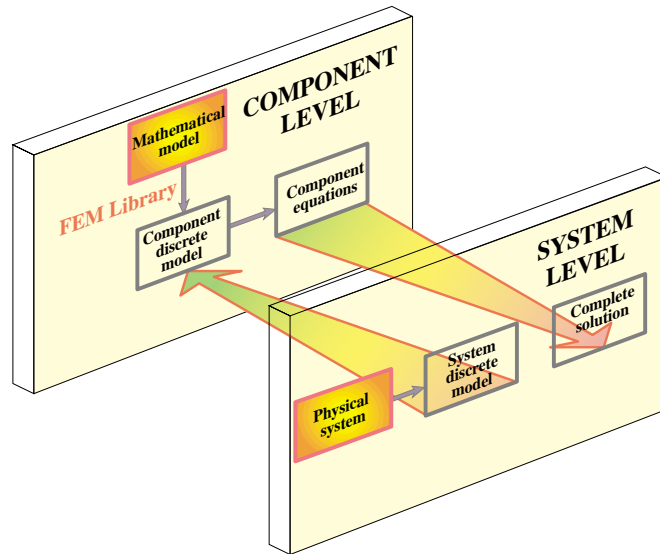 COMPONENT
LEVEL
Mathematical
model
FEM Library
Component
discrete
model
Component
equations
SYSTEM
LEVEL
Complete
solution
System
discrete
model
Physical
system